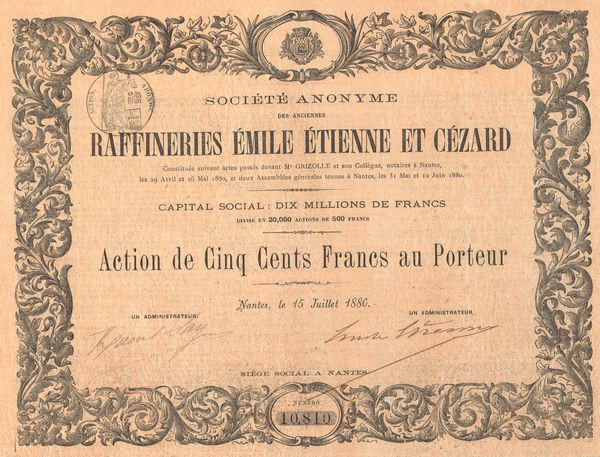 SOCIÉTÉ ANONYME
DES ANCIENNES
RAFFINERIES ÉMILE ÉTIENNE ET CÉZARD
Constituée suivant actes passés devant Me GRIZOLLE et son Collègue, notaires à Nantes,
les 29 Avril et 26 Mai 1880, et deux Assemblées générales tenues à Nantes, les 31 Mai et 12 Juin 1880.
CAPITAL SOCIAL : DIX MILLIONS DE FRANCS
DIVISÉ EN 20,000 ACTIONS DE 500 FRANCS
Action de Cinq Cents Francs au Porteur
Nantes, le 15 Juillet 1880.
UN ADMINISTRATEUR. UN ADMINISTRATEUR.
SIÈGE SOCIAL A NANTES
NUMÉRO
10,810